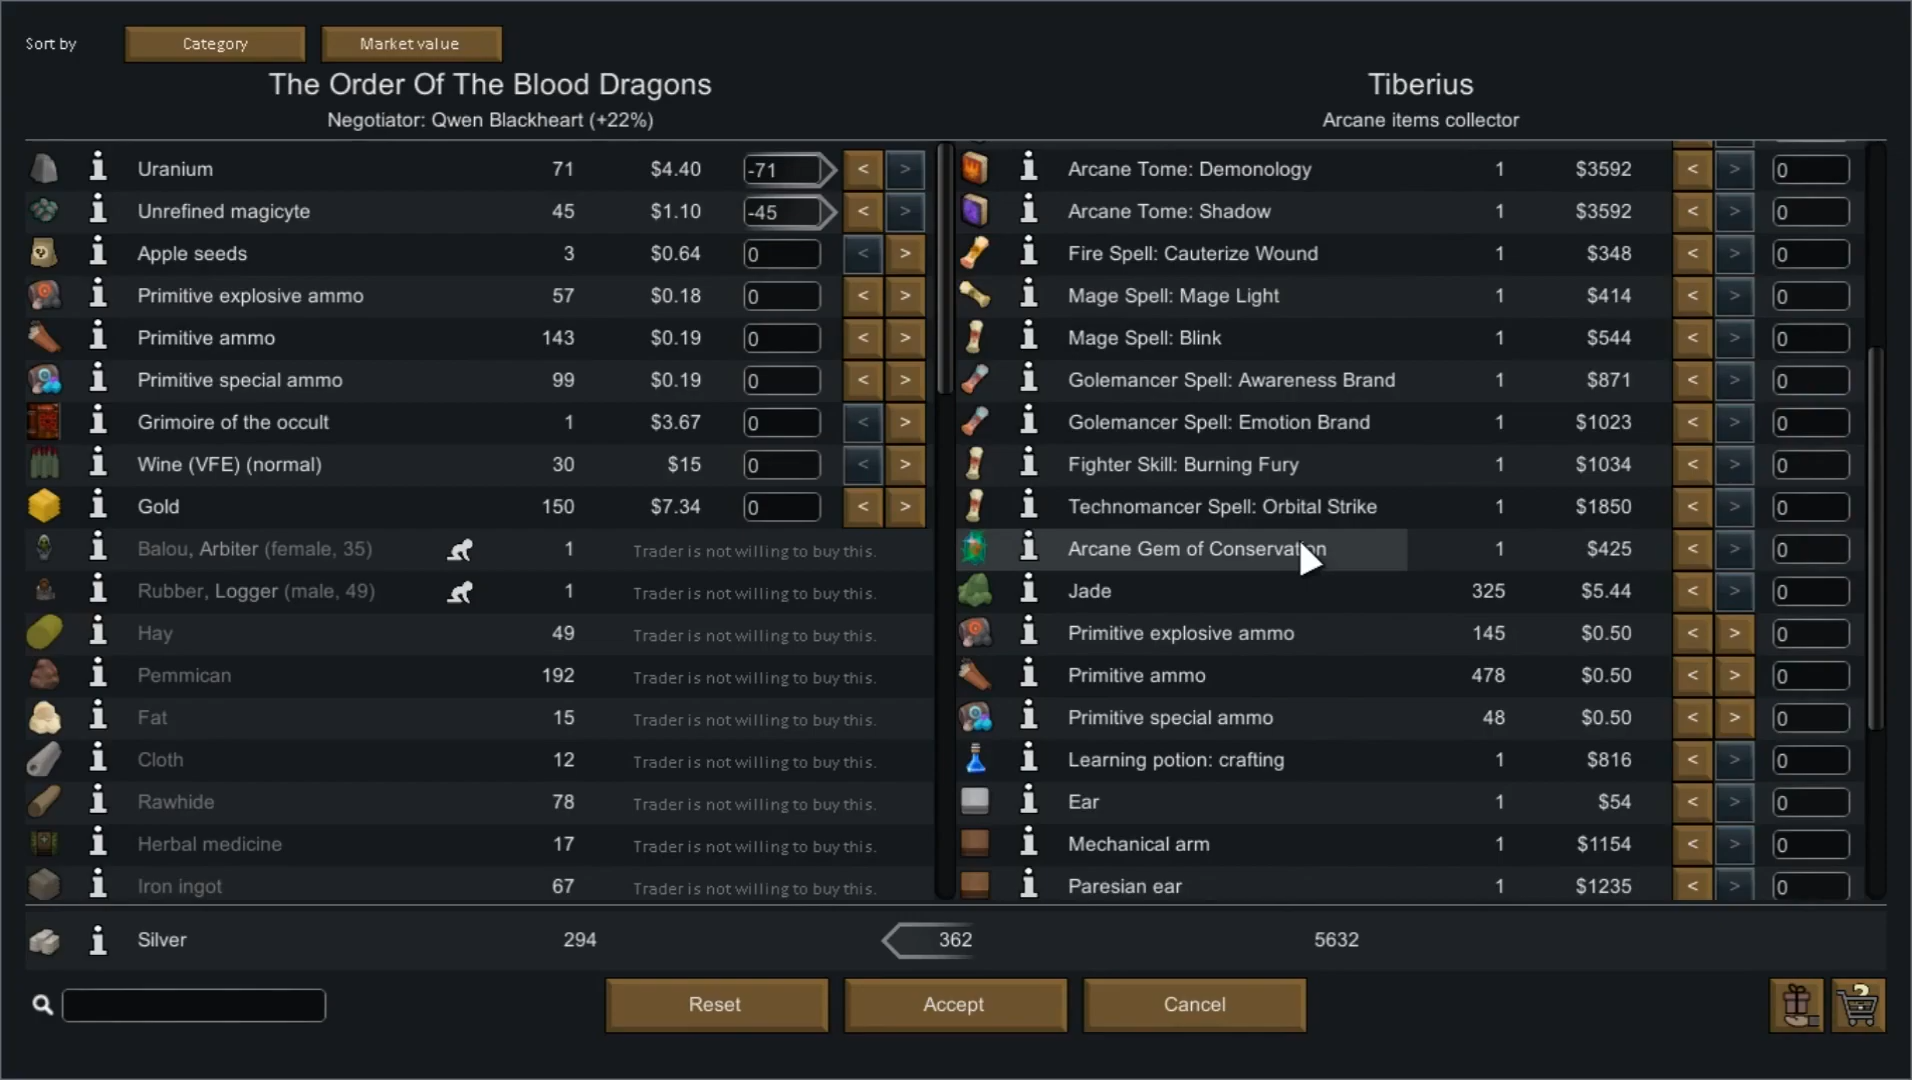 Sort by Category Market value
The Order Of The Blood Dragons
Negotiator: Qwen Blackheart (+22%)
Tiberius
Arcane items collector
Uranium 71 $4.40 -71 < >
Unrefined magicyte 45 $1.10 -45 < >
Apple seeds 3 $0.64 0 < >
Primitive explosive ammo 57 $0.18 0 < >
Primitive ammo 143 $0.19 0 < >
Primitive special ammo 99 $0.19 0 < >
Grimoire of the occult 1 $3.67 0 < >
Wine (VFE) (normal) 30 $15 0 < >
Gold 150 $7.34 0 < >
Balou, Arbiter (female, 35) 1 Trader is not willing to buy this.
Rubber, Logger (male, 49) 1 Trader is not willing to buy this.
Hay 49 Trader is not willing to buy this.
Pemmican 192 Trader is not willing to buy this.
Fat 15 Trader is not willing to buy this.
Cloth 12 Trader is not willing to buy this.
Rawhide 78 Trader is not willing to buy this.
Herbal medicine 17 Trader is not willing to buy this.
Iron ingot 67 Trader is not willing to buy this.
Arcane Tome: Demonology 1 $3592 < > 0
Arcane Tome: Shadow 1 $3592 < > 0
Fire Spell: Cauterize Wound 1 $348 < > 0
Mage Spell: Mage Light 1 $414 < > 0
Mage Spell: Blink 1 $544 < > 0
Golemancer Spell: Awareness Brand 1 $871 < > 0
Golemancer Spell: Emotion Brand 1 $1023 < > 0
Fighter Skill: Burning Fury 1 $1034 < > 0
Technomancer Spell: Orbital Strike 1 $1850 < > 0
Arcane Gem of Conservation 1 $425 < > 0
Jade 325 $5.44 < > 0
Primitive explosive ammo 145 $0.50 < > 0
Primitive ammo 478 $0.50 < > 0
Primitive special ammo 48 $0.50 < > 0
Learning potion: crafting 1 $816 < > 0
Ear 1 $54 < > 0
Mechanical arm 1 $1154 < > 0
Paresian ear 1 $1235 < > 0
Silver 294 362 5632
Reset Accept Cancel